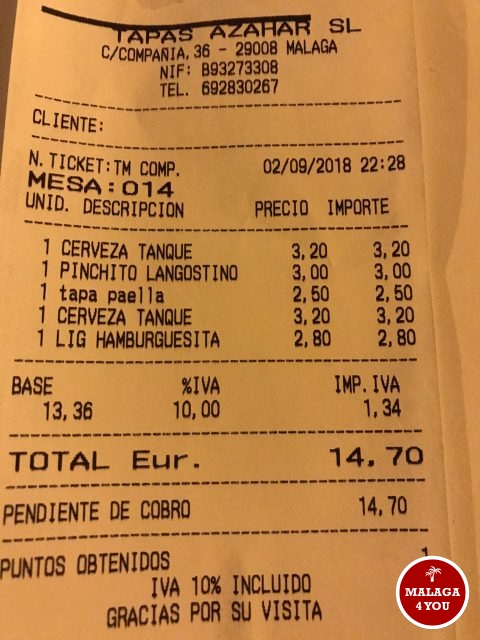 TAPAS AZAHAR SL
C/COMPAÑIA,36 - 29008 MALAGA
NIF: B93273308
TEL. 692830267
CLIENTE:
N. TICKET:TM COMP. 02/09/2018 22:28
MESA:014
UNID. DESCRIPCION PRECIO IMPORTE
1 CERVEZA TANQUE 3,20 3,20
1 PINCHITO LANGOSTINO 3,00 3,00
1 tapa paella 2,50 2,50
1 CERVEZA TANQUE 3,20 3,20
1 LIG HAMBURGUESITA 2,80 2,80
BASE %IVA IMP.IVA
13,36 10,00 1,34
TOTAL Eur. 14,70
PENDIENTE DE COBRO 14,70
PUNTOS OBTENIDOS 1
IVA 10% INCLUIDO
GRACIAS POR SU VISITA
MALAGA
4YOU